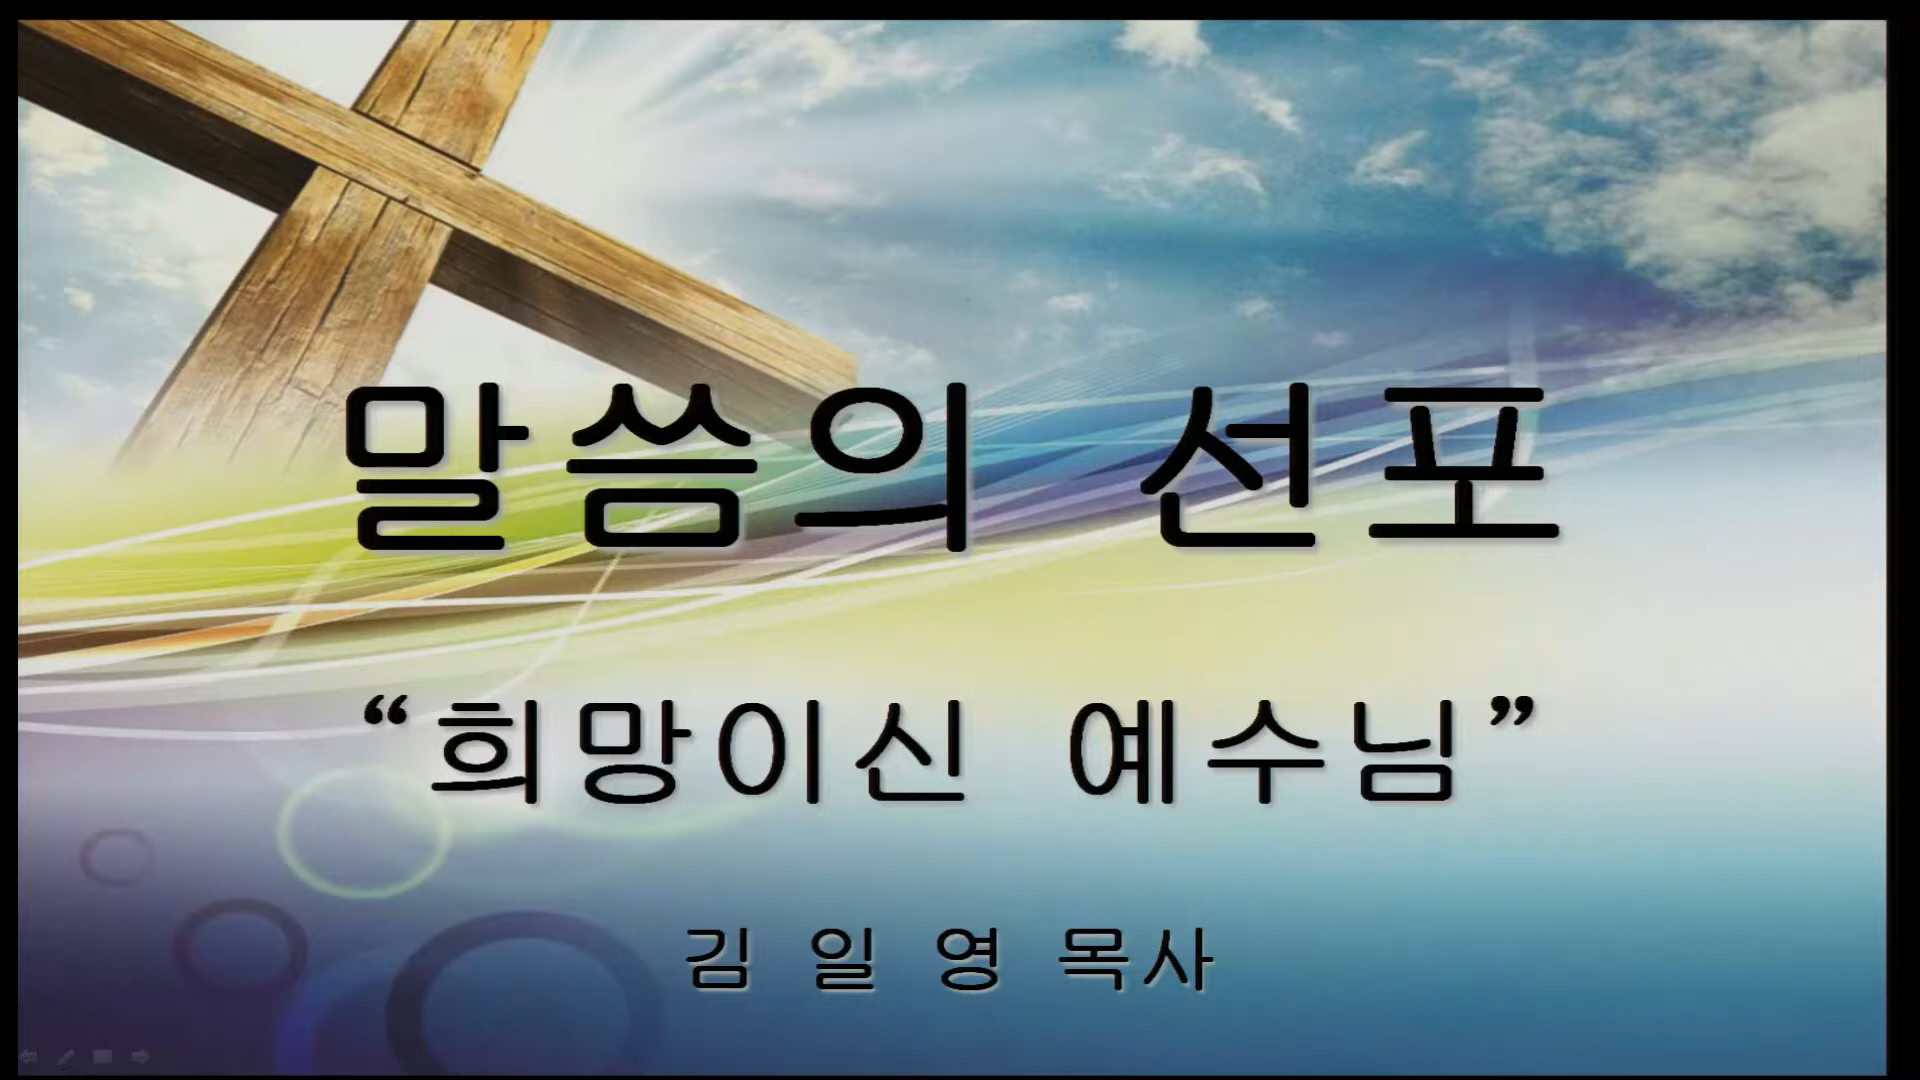 말씀의 선포
“희망이신 예수님”
김 일 영 목사